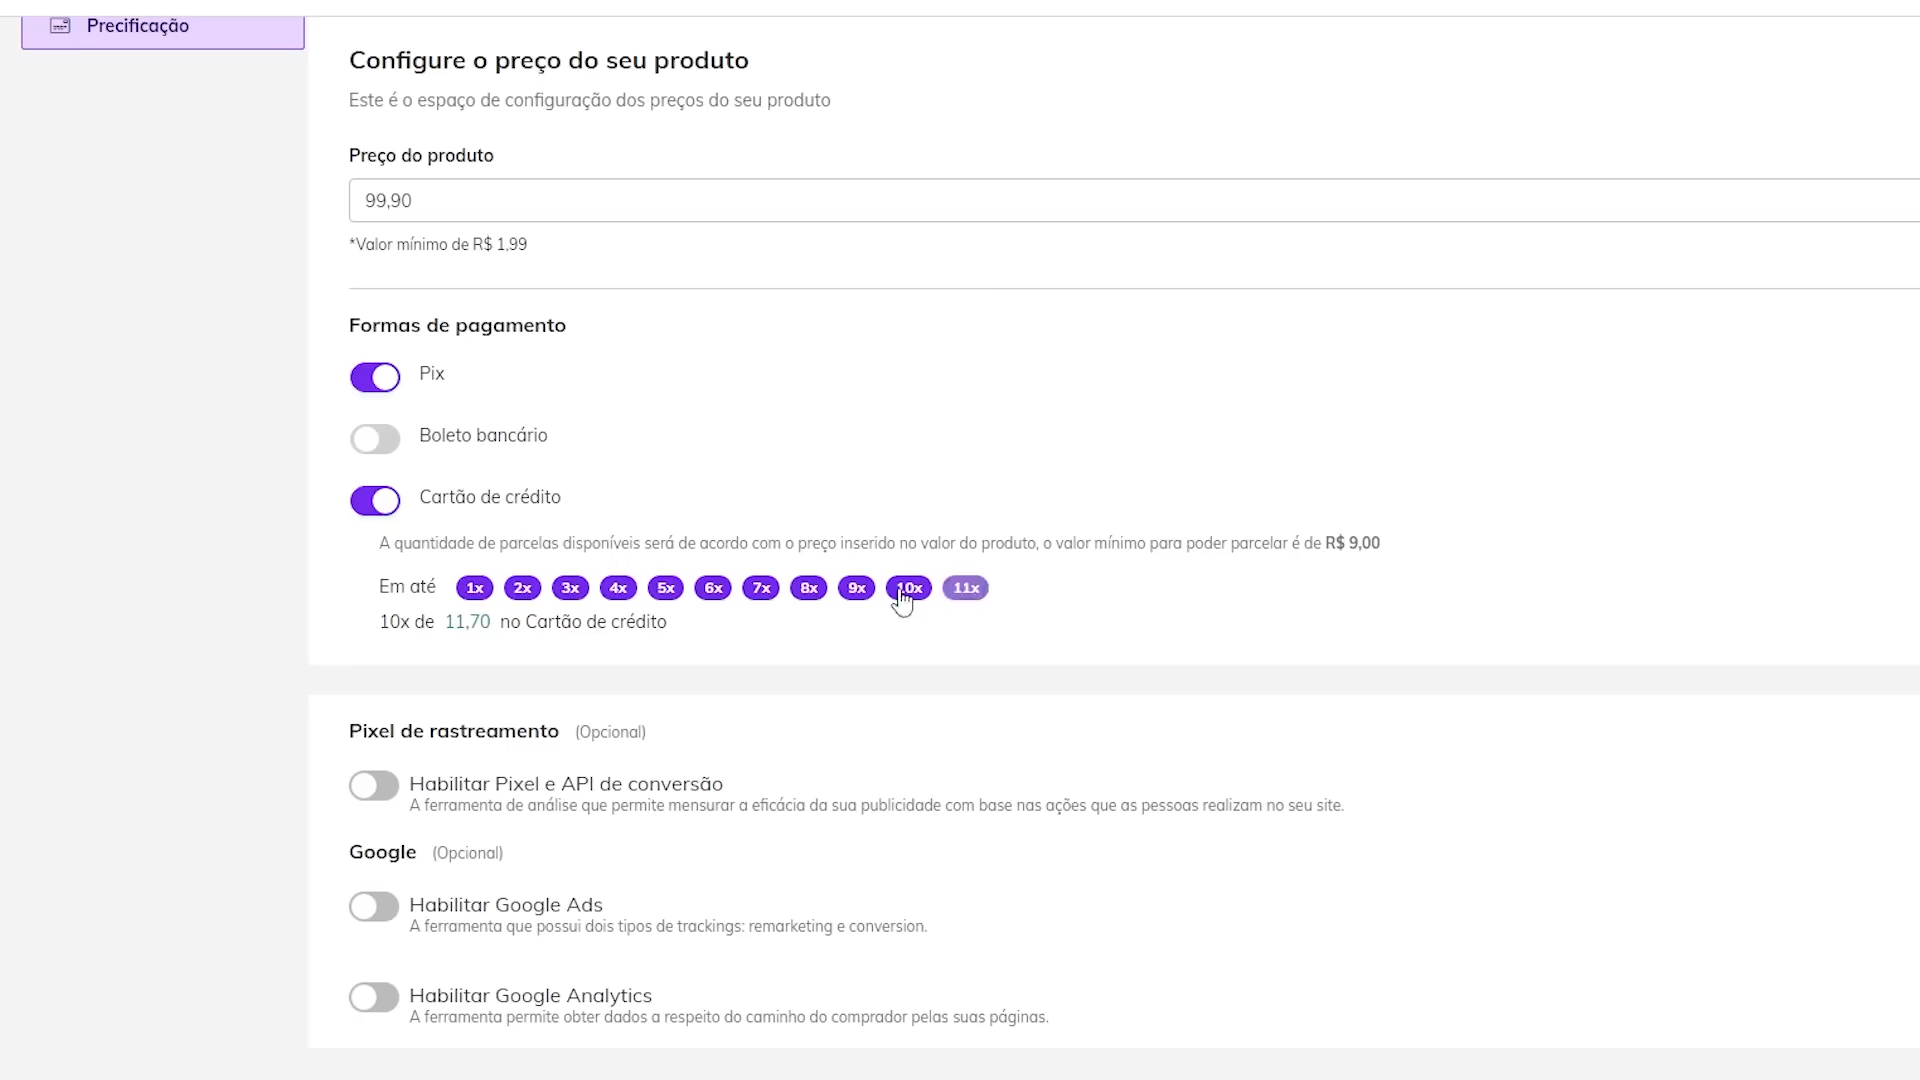 Precificação
Configure o preço do seu produto
Este é o espaço de configuração dos preços do seu produto
Preço do produto
99,90
*Valor mínimo de R$ 1,99
Formas de pagamento
Pix
Boleto bancário
Cartão de crédito
A quantidade de parcelas disponíveis será de acordo com o preço inserido no valor do produto, o valor mínimo para poder parcelar é de R$ 9,00
Em até 1x 2x 3x 4x 5x 6x 7x 8x 9x 10x 11x
10x de 11,70 no Cartão de crédito
Pixel de rastreamento (Opcional)
Habilitar Pixel e API de conversão
A ferramenta de análise que permite mensurar a eficácia da sua publicidade com base nas ações que as pessoas realizam no seu site.
Google (Opcional)
Habilitar Google Ads
A ferramenta que possui dois tipos de trackings: remarketing e conversion.
Habilitar Google Analytics
A ferramenta permite obter dados a respeito do caminho do comprador pelas suas páginas.